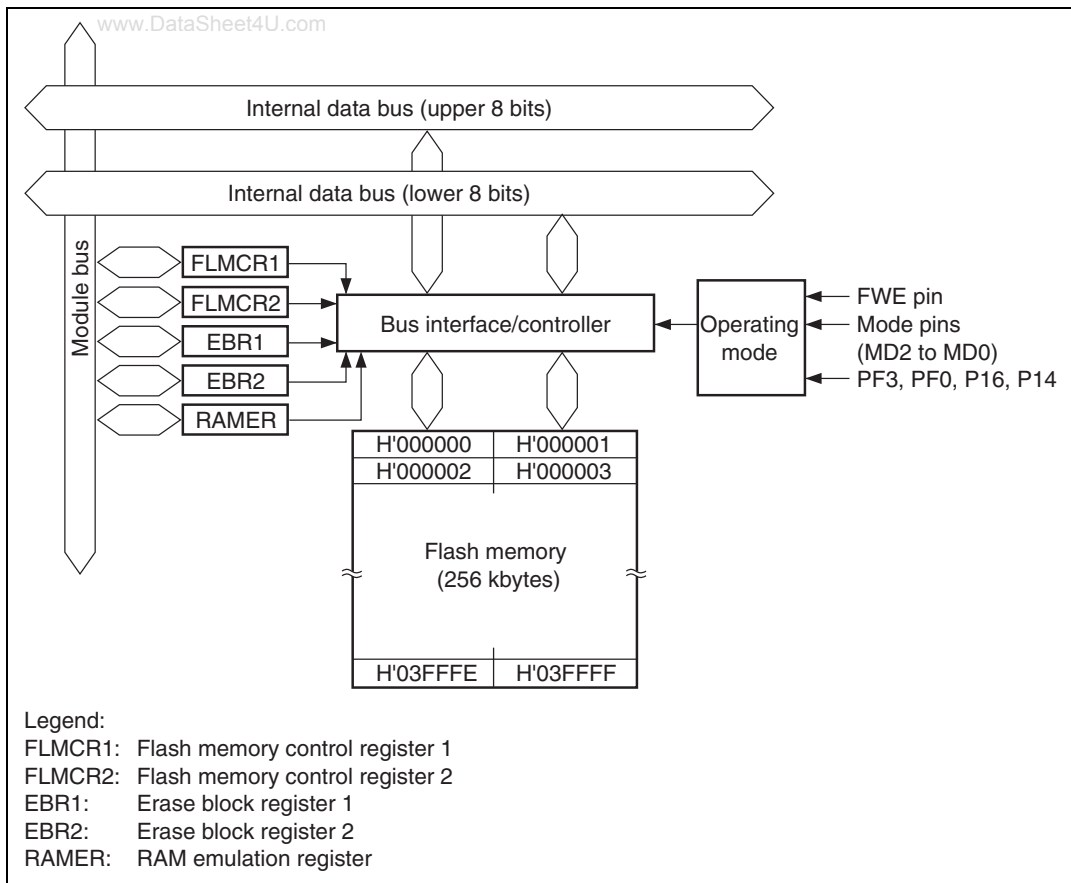 www.DataSheet4U.com
Internal data bus (upper 8 bits)
Internal data bus (lower 8 bits)
Module bus
FLMCR1
FLMCR2
EBR1
EBR2
RAMER
Bus interface/controller
Operating
mode
FWE pin
Mode pins
(MD2 to MD0)
PF3, PF0, P16, P14
H'000000 H'000001
H'000002 H'000003
Flash memory
(256 kbytes)
H'03FFFE H'03FFFF
Legend:
FLMCR1: Flash memory control register 1
FLMCR2: Flash memory control register 2
EBR1: Erase block register 1
EBR2: Erase block register 2
RAMER: RAM emulation register